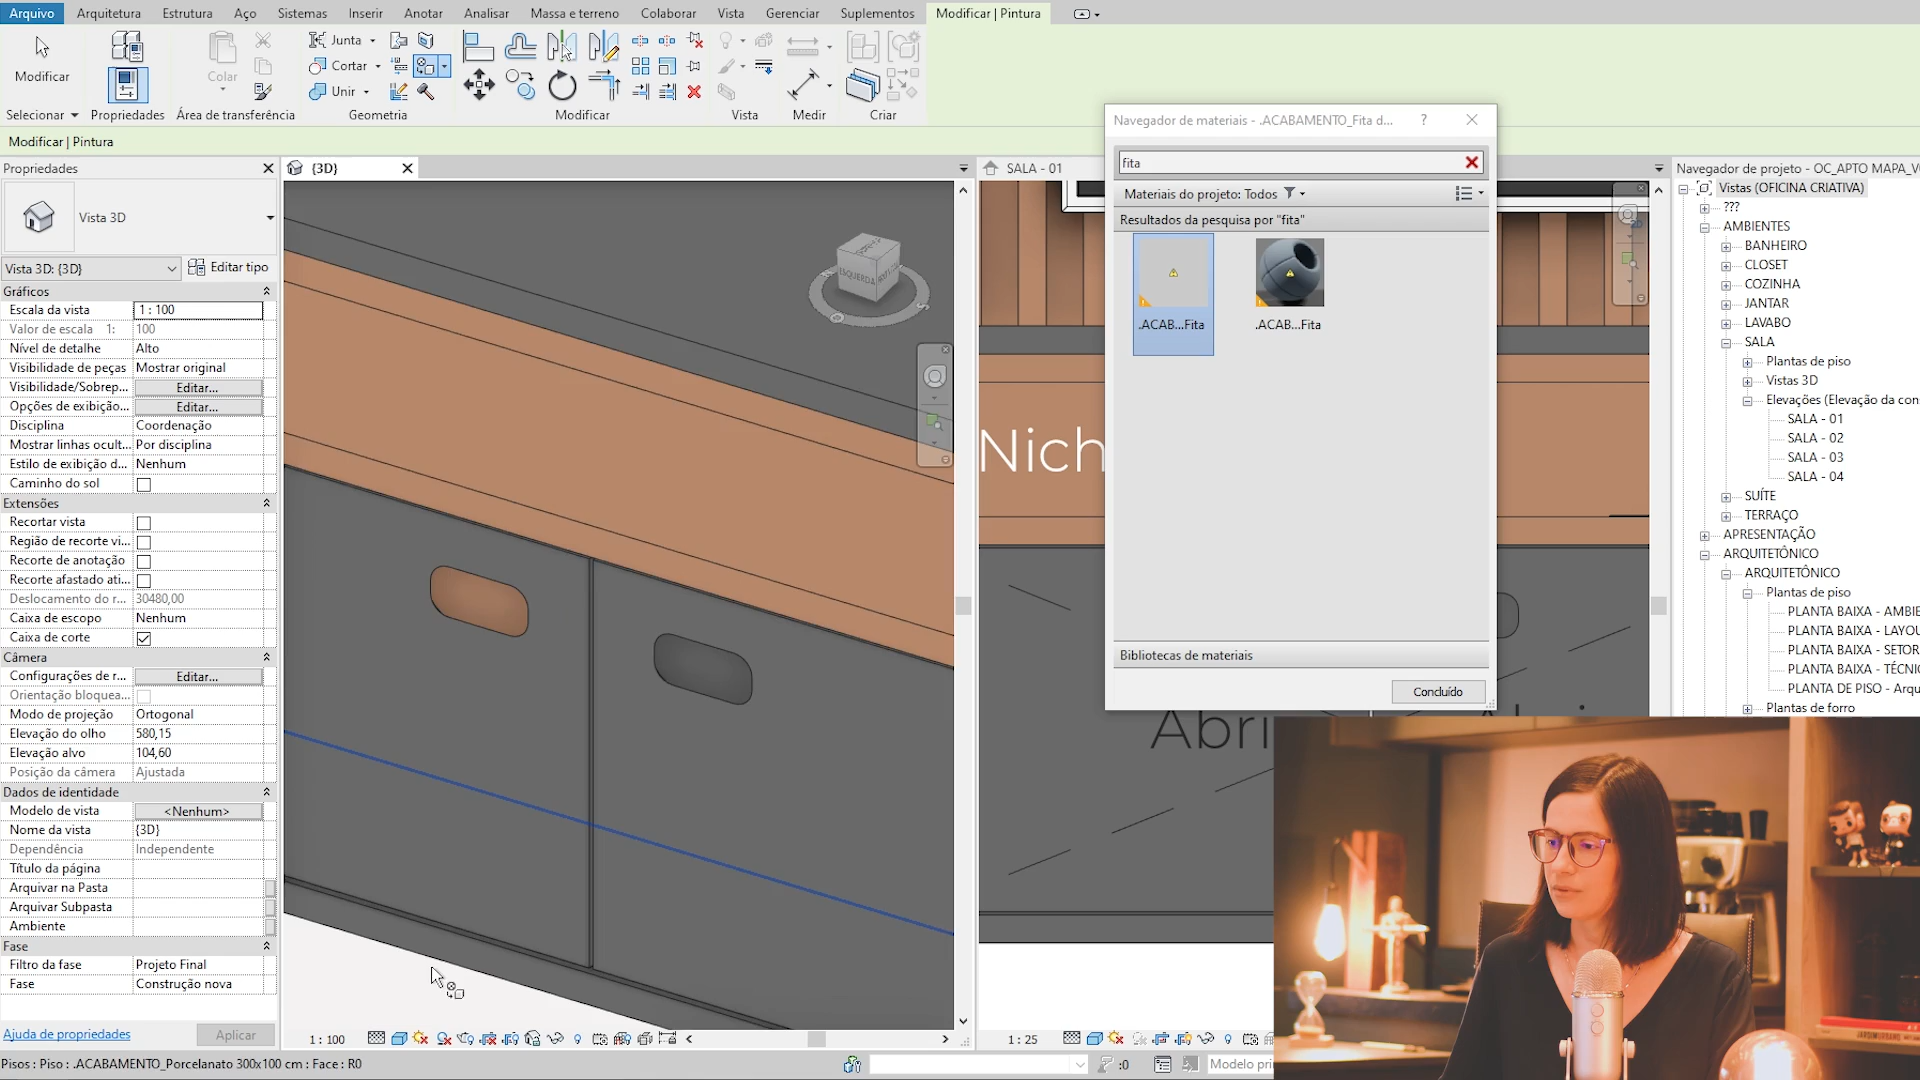 Arquivo Arquitetura Estrutura Aço Sistemas Inserir Anotar Analisar Massa e terreno Colaborar Vista Gerenciar Suplementos Modificar | Pintura
Modificar
Colar
Junta
Cortar
Unir
Selecionar Propriedades Área de transferência Geometria Modificar Vista Medir Criar
Modificar | Pintura
Propriedades
Vista 3D
Vista 3D: {3D} Editar tipo
Gráficos
Escala da vista 1 : 100
Valor de escala 1: 100
Nível de detalhe Alto
Visibilidade de peças Mostrar original
Visibilidade/Sobrep... Editar...
Opções de exibição... Editar...
Disciplina Coordenação
Mostrar linhas ocult... Por disciplina
Estilo de exibição d... Nenhum
Caminho do sol
Extensões
Recortar vista
Região de recorte vi...
Recorte de anotação
Recorte afastado ati...
Deslocamento do r... 30480,00
Caixa de escopo Nenhum
Caixa de corte
Câmera
Configurações de r... Editar...
Orientação bloquea...
Modo de projeção Ortogonal
Elevação do olho 580,15
Elevação alvo 104,60
Posição da câmera Ajustada
Dados de identidade
Modelo de vista <Nenhum>
Nome da vista {3D}
Dependência Independente
Título da página
Arquivar na Pasta
Arquivar Subpasta
Ambiente
Fase
Filtro da fase Projeto Final
Fase Construção nova
Ajuda de propriedades Aplicar
{3D}
ESQUERDA
1 : 100
SALA - 01
Nich
Abri
1 : 25
Navegador de materiais - .ACABAMENTO_Fita d... ?
fita
Materiais do projeto: Todos
Resultados da pesquisa por "fita"
.ACAB...Fita .ACAB...Fita
Bibliotecas de materiais
Concluído
Navegador de projeto - OC_APTO MAPA_V
Vistas (OFICINA CRIATIVA)
???
AMBIENTES
BANHEIRO
CLOSET
COZINHA
JANTAR
LAVABO
SALA
Plantas de piso
Vistas 3D
Elevações (Elevação da con
SALA - 01
SALA - 02
SALA - 03
SALA - 04
SUÍTE
TERRAÇO
APRESENTAÇÃO
ARQUITETÔNICO
ARQUITETÔNICO
Plantas de piso
PLANTA BAIXA - AMBIE
PLANTA BAIXA - LAYOU
PLANTA BAIXA - SETOR
PLANTA BAIXA - TÉCNI
PLANTA DE PISO - Arqu
Plantas de forro
Pisos : Piso : .ACABAMENTO_Porcelanato 300x100 cm : Face : R0
:0
Modelo pri